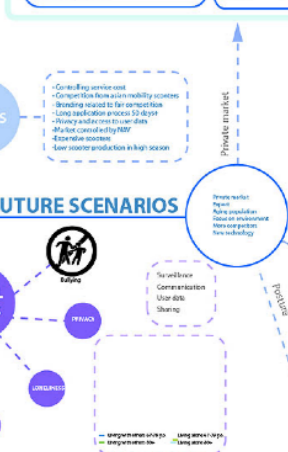 -Controlling service cost
-Competition from asian mobility scooters
- Branding related to fair competition
- Long application process 50 days+
- Privacy and access to user data
-Market controlled by NAV
-Expensive scooters
-Low scooter production in high season
S
Private market
UTURE SCENARIOS
Private market
Export
Aging population
Focus on environment
More competitors
New technology
Bullying
Surveillance
Communication
User data
Sharing
PRIVACY
Posture
LONELINESS